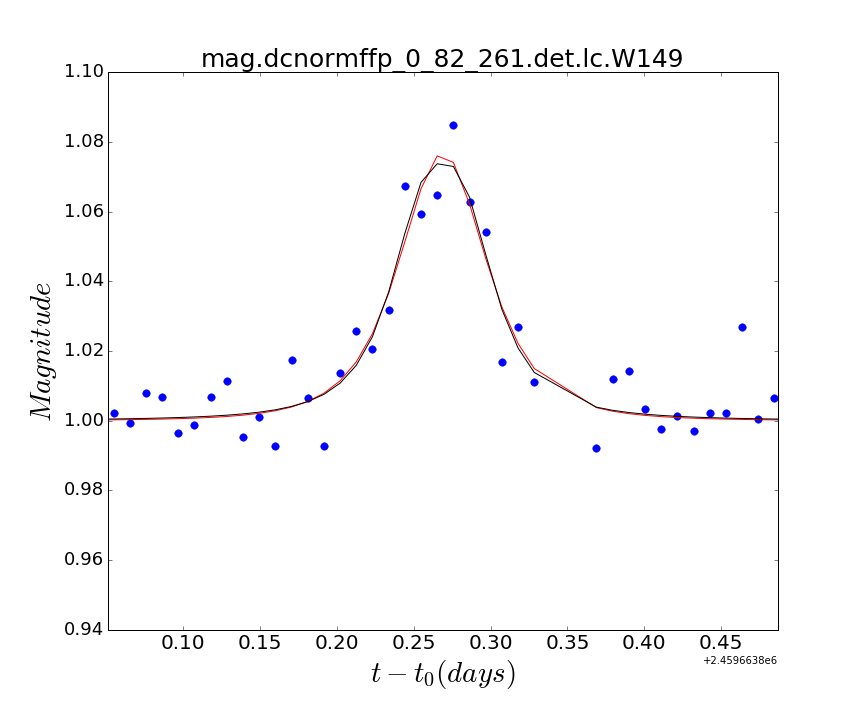 mag.dcnormffp_0_82_261.det.lc.W149
1.10
1.08
1.06
1.04
1.02
1.00
0.98
0.96
0.94
Magnitude
0.10 0.15 0.20 0.25 0.30 0.35 0.40 0.45
+2.4596638e6
t − t₀(days)